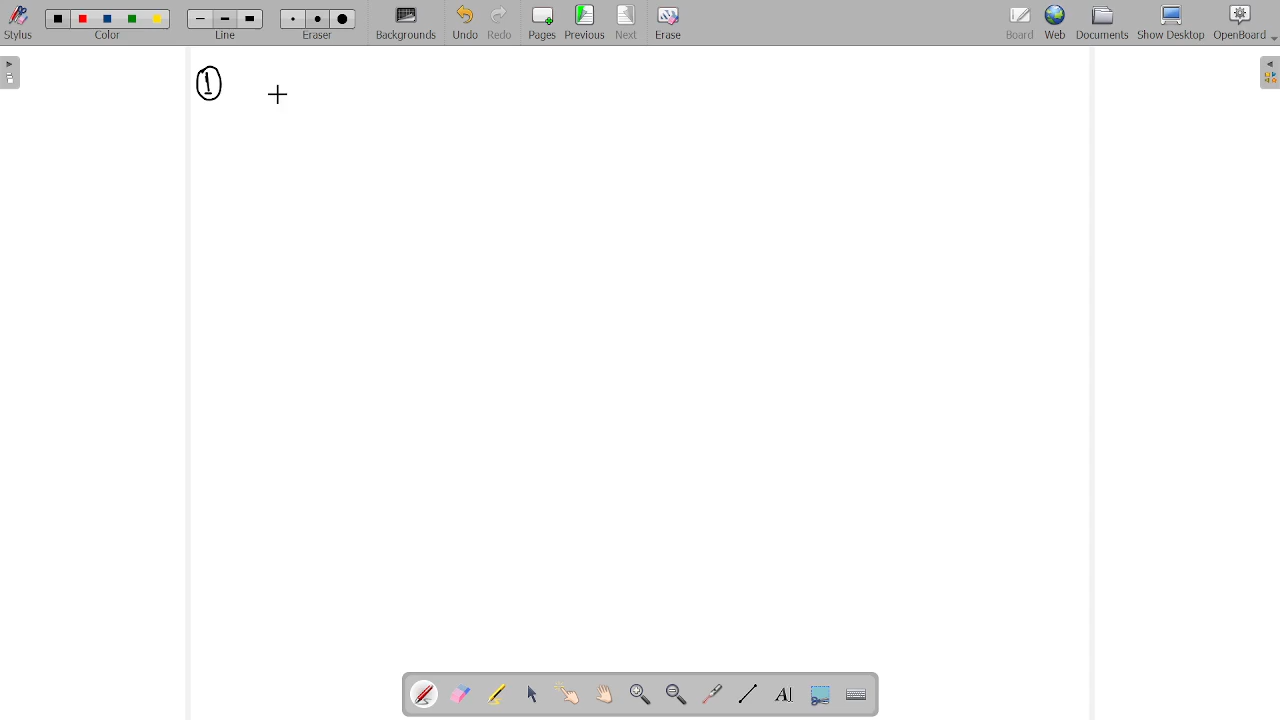 Stylus Color Line Eraser Backgrounds Undo Redo Pages Previous Next Erase Board Web Documents Show Desktop OpenBoard
①